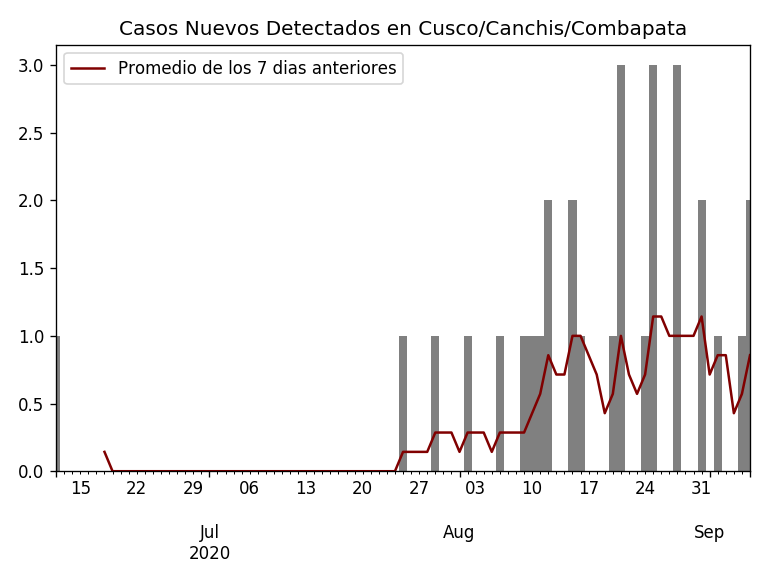 Casos Nuevos Detectados en Cusco/Canchis/Combapata
Promedio de los 7 dias anteriores
3.0
2.5
2.0
1.5
1.0
0.5
0.0
15 22 29 06 13 20 27 03 10 17 24 31
Jul Aug Sep
2020